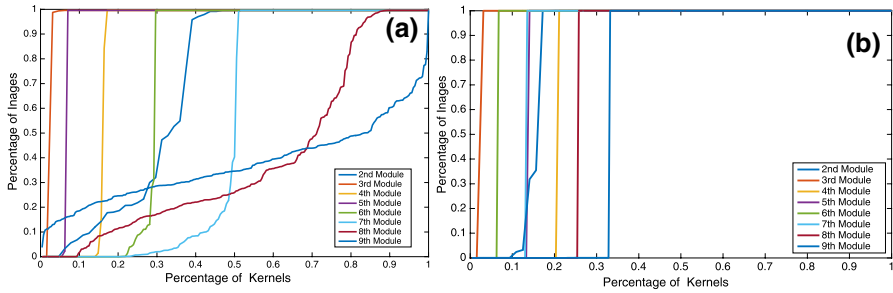 (a)
Percentage of Inages
1
0.9
0.8
0.7
0.6
0.5
0.4
0.3
0.2
0.1
0
0 0.1 0.2 0.3 0.4 0.5 0.6 0.7 0.8 0.9 1
Percentage of Kernels
2nd Module
3rd Module
4th Module
5th Module
6th Module
7th Module
8th Module
9th Module
(b)
Percentage of Images
1
0.9
0.8
0.7
0.6
0.5
0.4
0.3
0.2
0.1
0
0 0.1 0.2 0.3 0.4 0.5 0.6 0.7 0.8 0.9 1
Percentage of Kernels
2nd Module
3rd Module
4th Module
5th Module
6th Module
7th Module
8th Module
9th Module